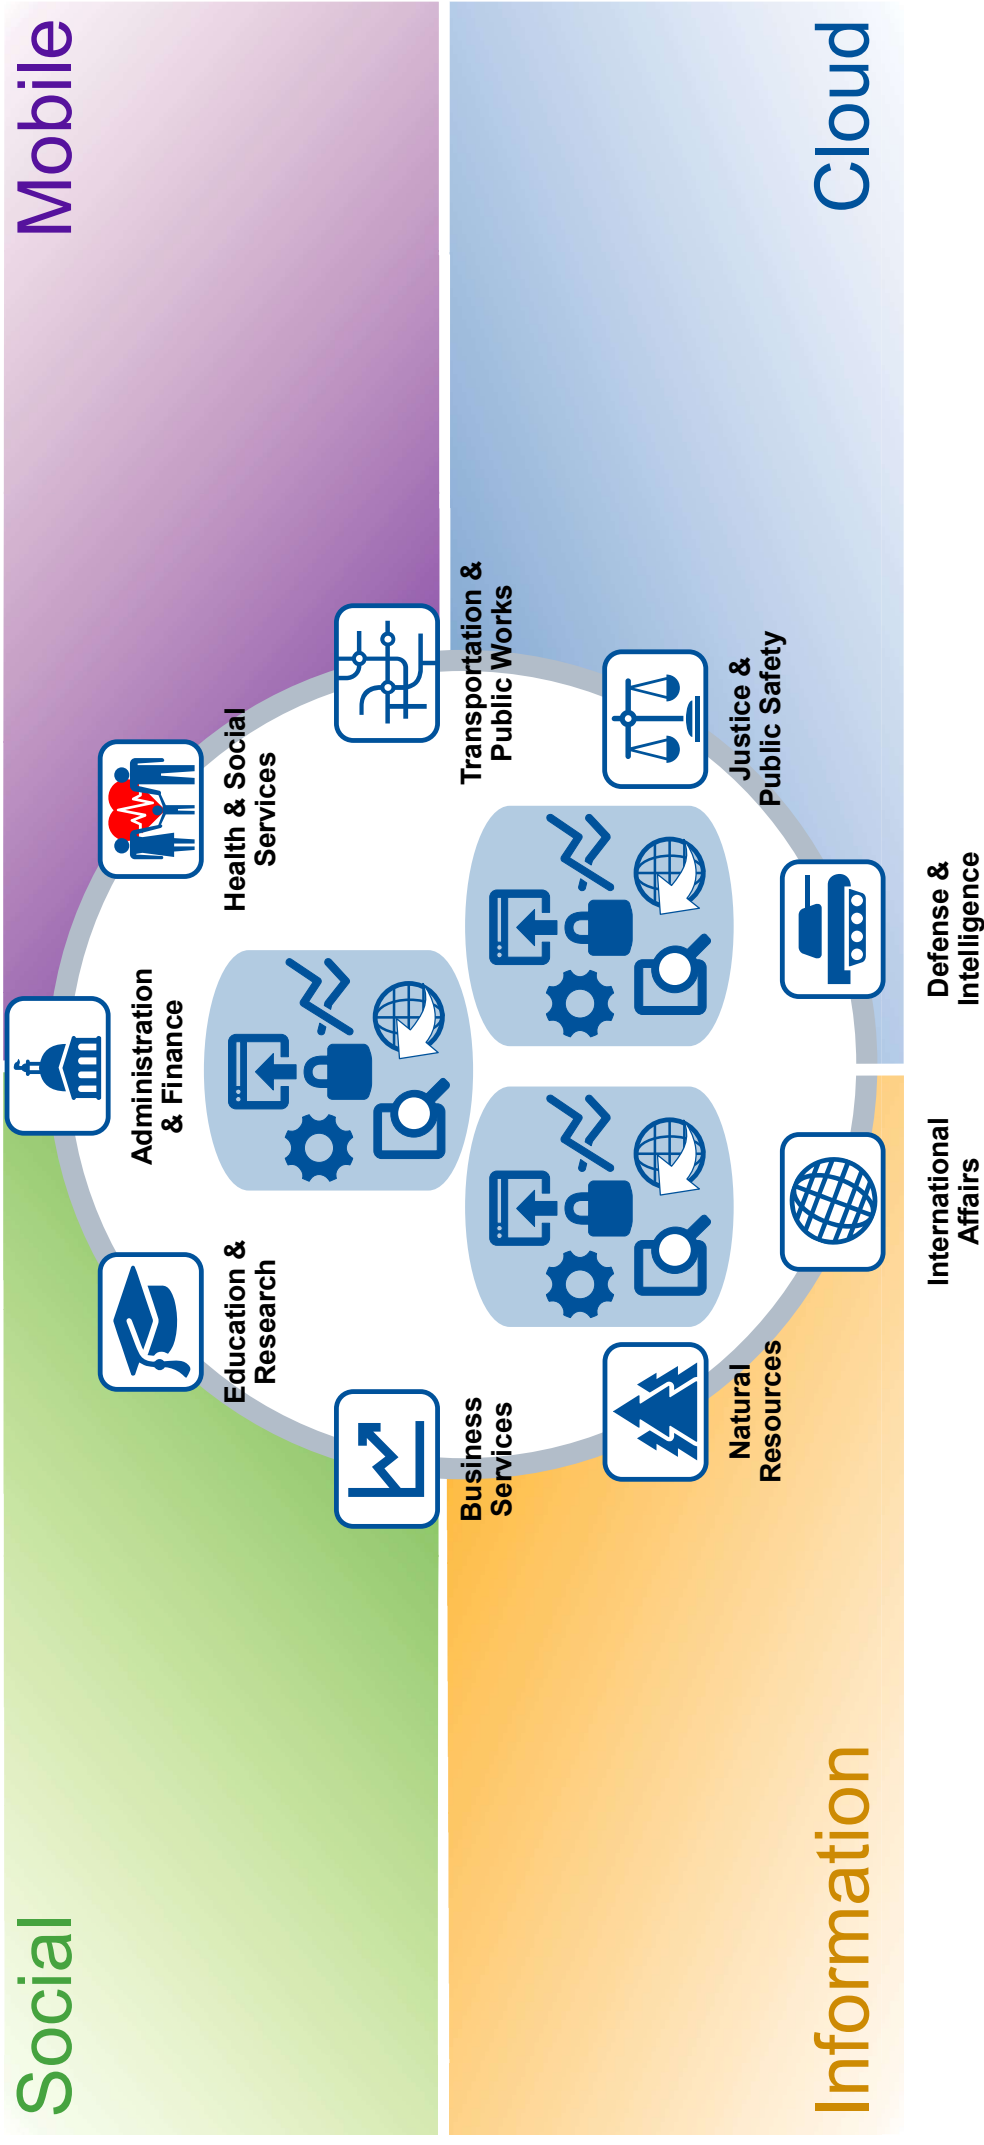 Social
Mobile
Administration
& Finance
Education &
Research
Health & Social
Services
Business
Services
Transportation &
Public Works
Natural
Resources
Justice &
Public Safety
International
Affairs
Defense &
Intelligence
Information
Cloud